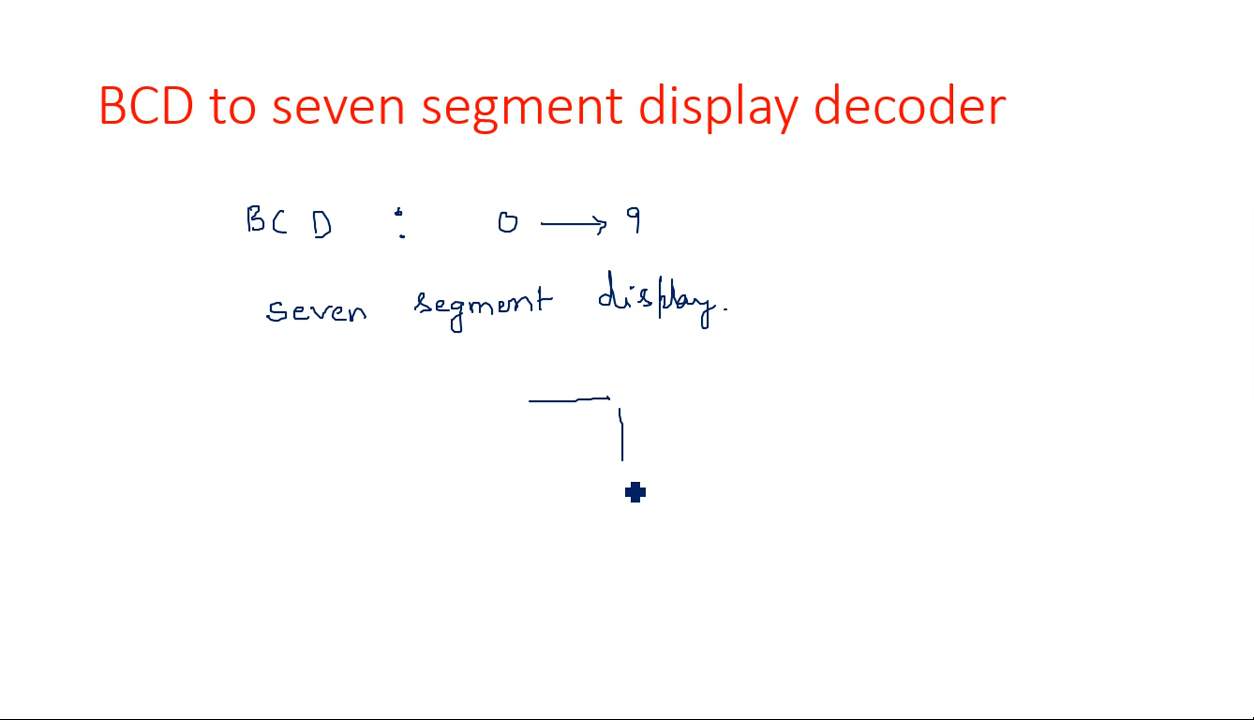 BCD to seven segment display decoder
BCD : 0 → 9
seven segment display.